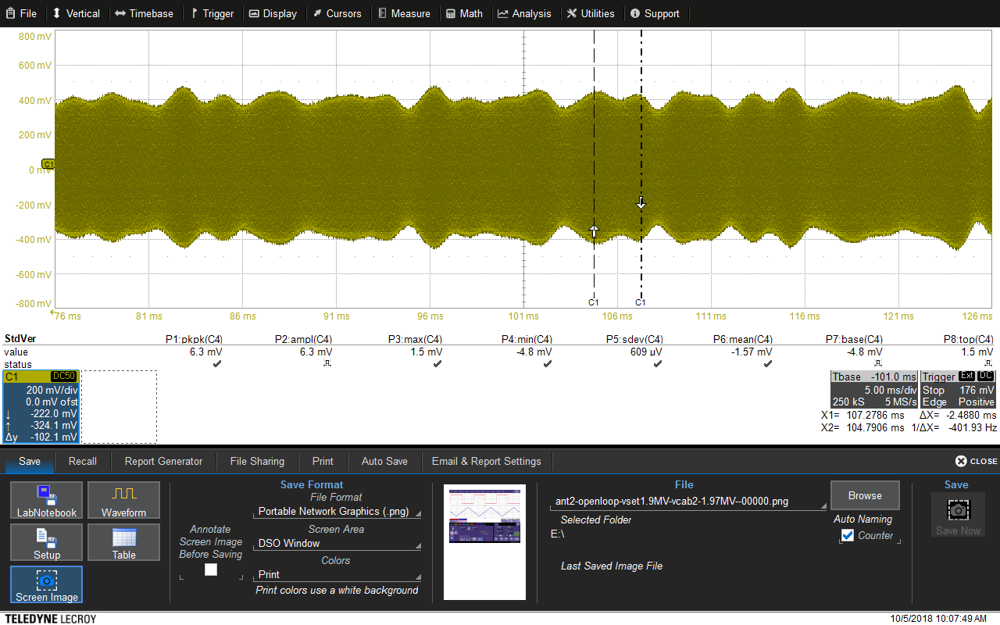 File Vertical Timebase Trigger Display Cursors Measure Math Analysis Utilities Support
800 mV
600 mV
400 mV
200 mV
C1
0 mV
-200 mV
-400 mV
-600 mV
-800 mV
C1 C1
76 ms 81 ms 86 ms 91 ms 96 ms 101 ms 106 ms 111 ms 116 ms 121 ms 126 ms
StdVer P1:pkpk(C4) P2:ampl(C4) P3:max(C4) P4:min(C4) P5:sdev(C4) P6:mean(C4) P7:base(C4) P8:top(C4)
value 6.3 mV 6.3 mV 1.5 mV -4.8 mV 609 µV -1.57 mV -4.8 mV 1.5 mV
status
C1 DC50
200 mV/div
0.0 mV ofst
↓ -222.0 mV
↑ -324.1 mV
Δy -102.1 mV
Tbase -101.0 ms
5.00 ms/div
250 kS 5 MS/s
Trigger Ext DC
Stop 176 mV
Edge Positive
X1= 107.2786 ms ΔX= -2.4880 ms
X2= 104.7906 ms 1/ΔX= -401.93 Hz
Save Recall Report Generator File Sharing Print Auto Save Email & Report Settings CLOSE
LabNotebook
Waveform
Setup
Table
Screen Image
Annotate
Screen Image
Before Saving
Save Format
File Format
Portable Network Graphics (.png)
Screen Area
DSO Window
Colors
Print
Print colors use a white background
File
ant2-openloop-vset1.9MV-vcab2-1.97MV--00000.png
Browse
Selected Folder
E:\
Auto Naming
Counter
Last Saved Image File
Save
Save Now
TELEDYNE LECROY
10/5/2018 10:07:49 AM